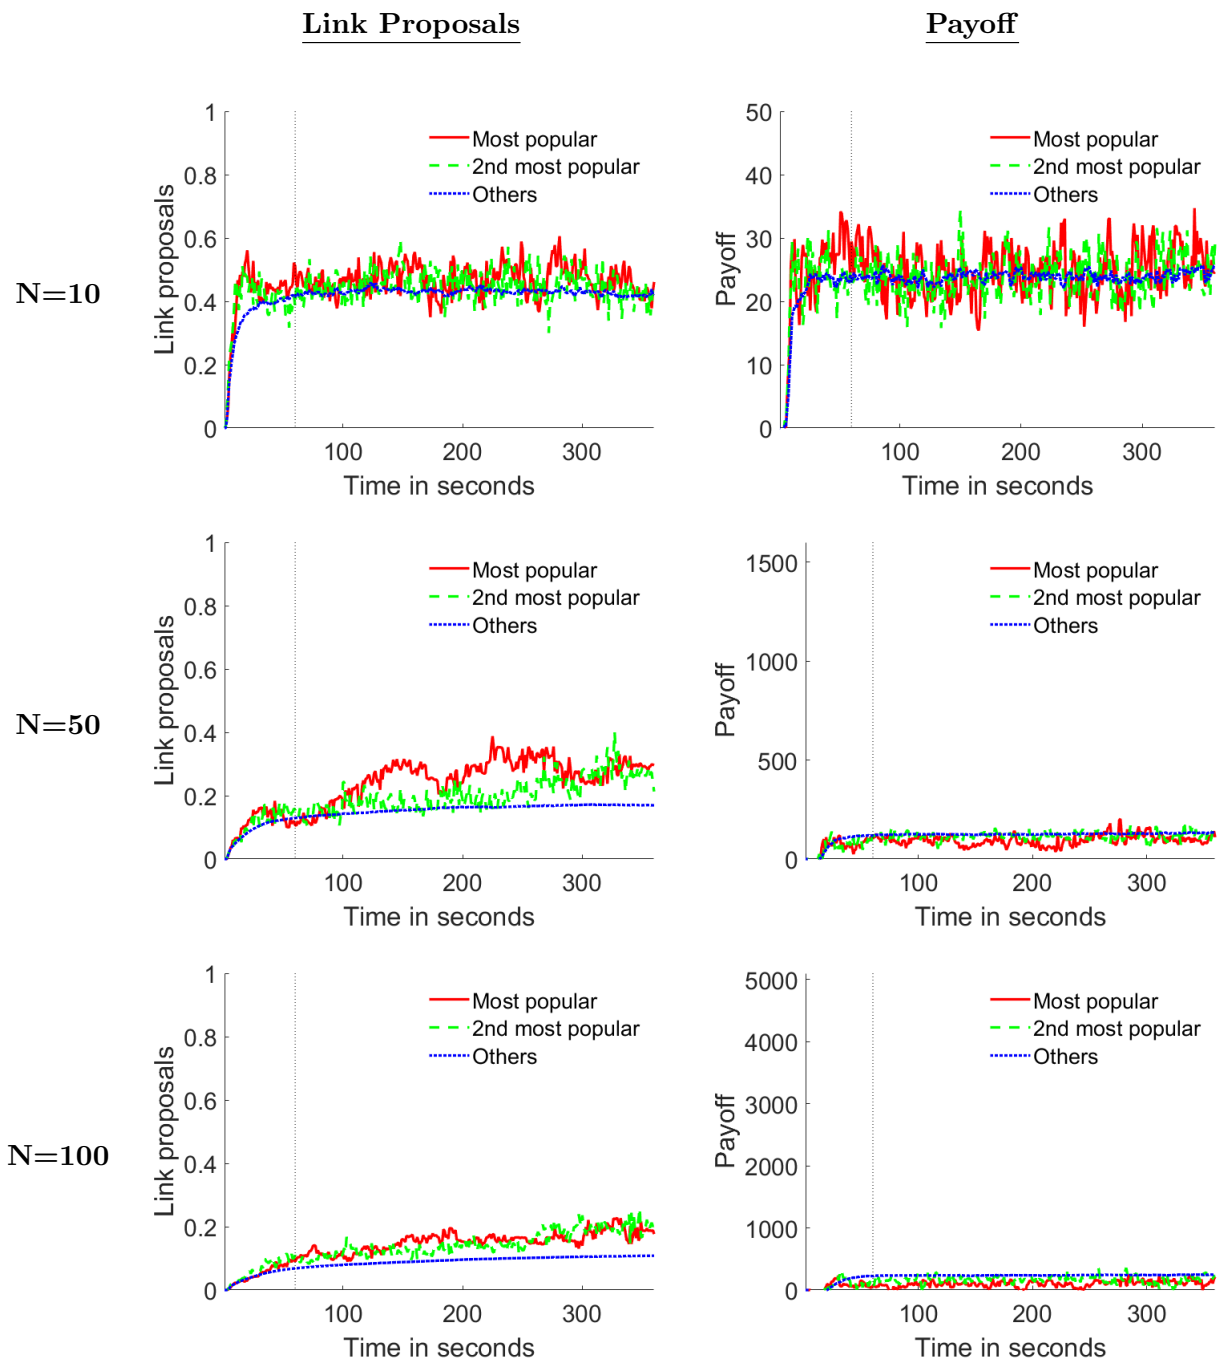 Link Proposals
Payoff
N=10
1
0.8
0.6
0.4
0.2
0
Link proposals
Most popular
2nd most popular
Others
100
200
300
Time in seconds
50
40
30
20
10
0
Payoff
Most popular
2nd most popular
Others
100
200
300
Time in seconds
N=50
1
0.8
0.6
0.4
0.2
0
Link proposals
Most popular
2nd most popular
Others
100
200
300
Time in seconds
1500
1000
500
0
Payoff
Most popular
2nd most popular
Others
100
200
300
Time in seconds
N=100
1
0.8
0.6
0.4
0.2
0
Link proposals
Most popular
2nd most popular
Others
100
200
300
Time in seconds
5000
4000
3000
2000
1000
0
Payoff
Most popular
2nd most popular
Others
100
200
300
Time in seconds